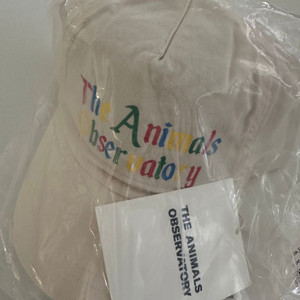 The Animals
Observatory
THE ANIMALS
OBSERVATORY